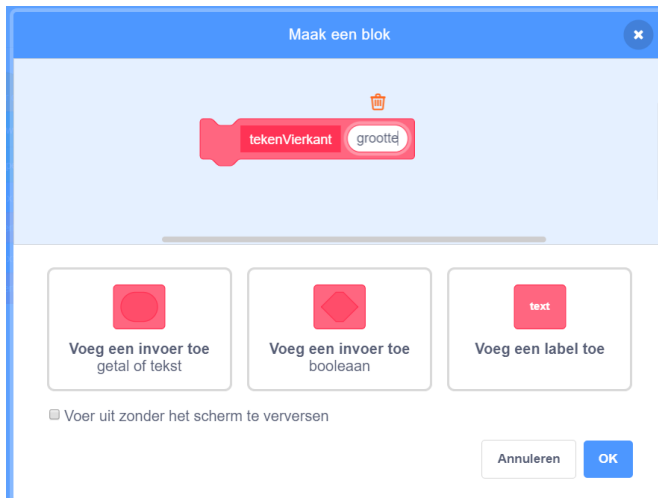 Maak een blok
tekenVierkant grootte
text
Voeg een invoer toe
getal of tekst
Voeg een invoer toe
booleaan
Voeg een label toe
Voer uit zonder het scherm te verversen
Annuleren OK